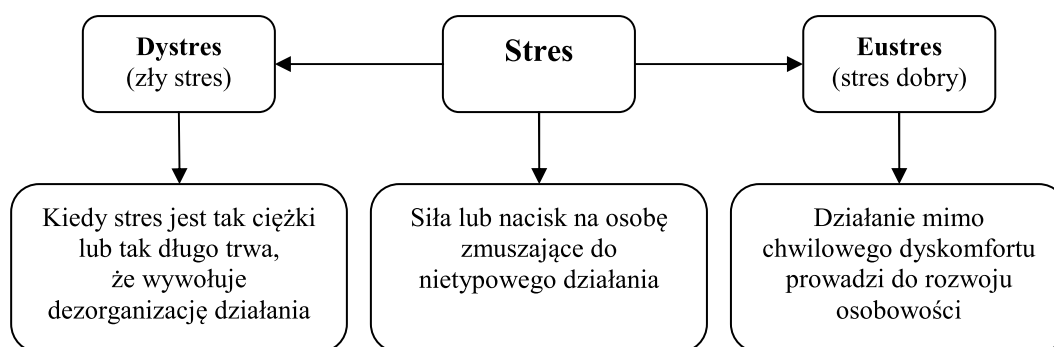 Dystres
(zły stres)
Stres
Eustres
(stres dobry)
Kiedy stres jest tak ciężki
lub tak długo trwa,
że wywołuje
dezorganizację działania
Siła lub nacisk na osobę
zmuszające do
nietypowego działania
Działanie mimo
chwilowego dyskomfortu
prowadzi do rozwoju
osobowości